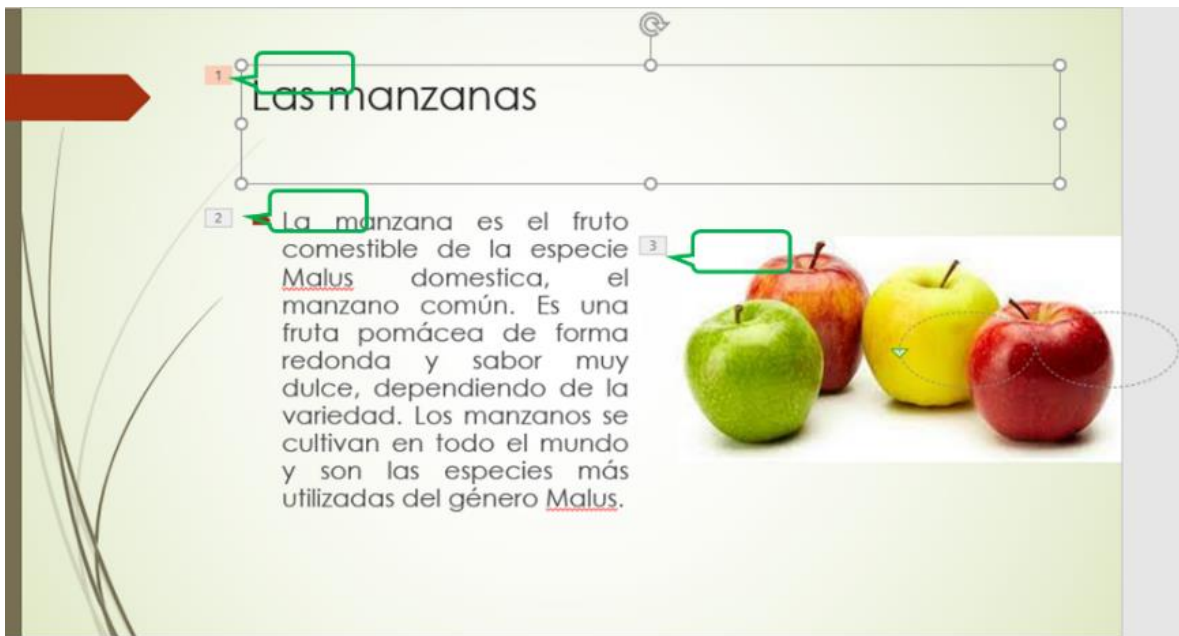 1
Las manzanas
2
La manzana es el fruto
comestible de la especie
Malus domestica, el
manzano común. Es una
fruta pomácea de forma
redonda y sabor muy
dulce, dependiendo de la
variedad. Los manzanos se
cultivan en todo el mundo
y son las especies más
utilizadas del género Malus.
3